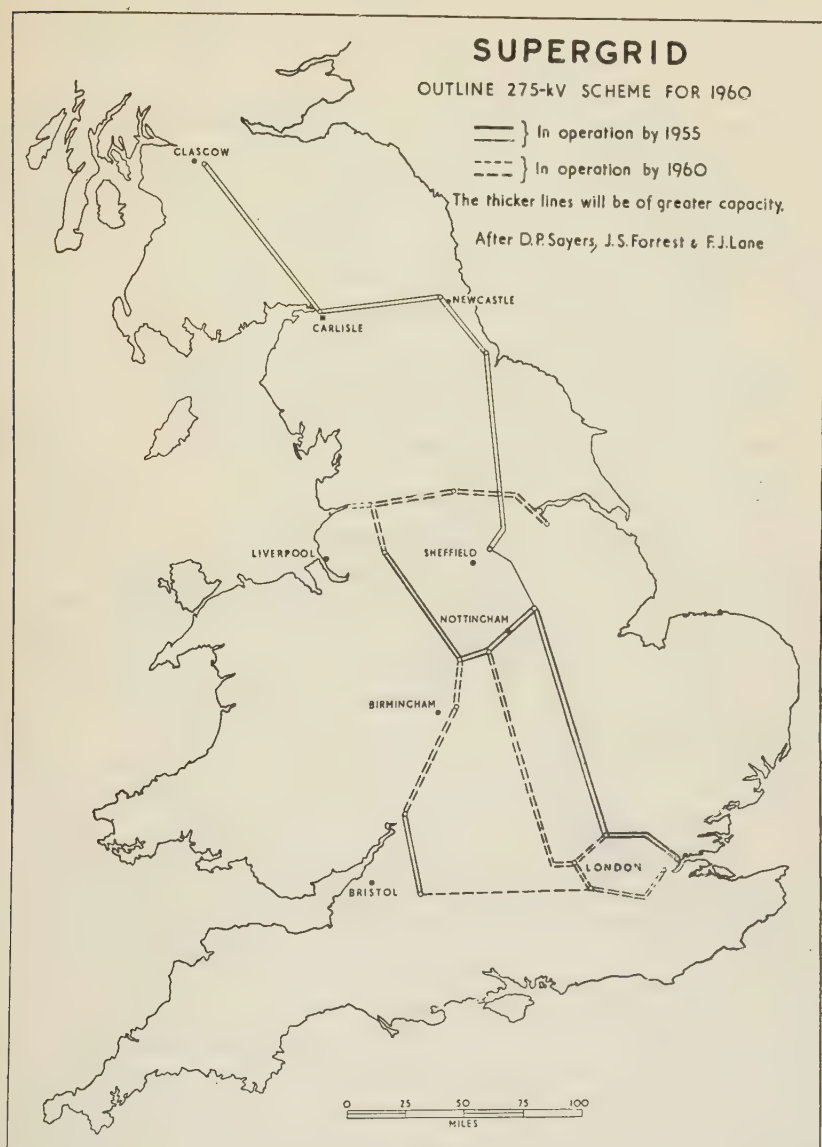 SUPERGRID
OUTLINE 275-kV SCHEME FOR 1960
In operation by 1955
In operation by 1960
The thicker lines will be of greater capacity.
After D.P. Sayers, J.S. Forrest & F.J. Lane
GLASGOW
NEWCASTLE
CARLISLE
LIVERPOOL
SHEFFIELD
NOTTINGHAM
BIRMINGHAM
LONDON
BRISTOL
0 25 50 75 100
MILES